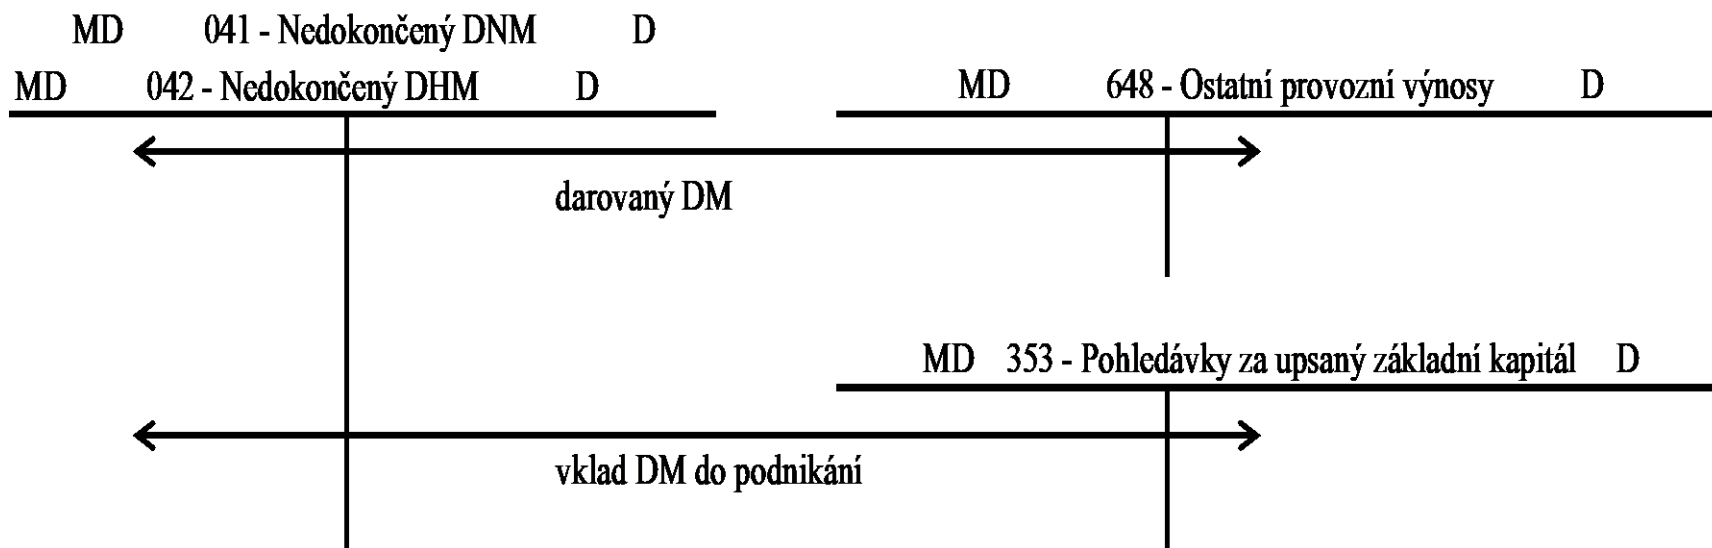 MD 041 - Nedokončený DNM D
MD 042 - Nedokončený DHM D
MD 648 - Ostatní provozní výnosy D
darovaný DM
MD 353 - Pohledávky za upsaný základní kapitál D
vklad DM do podnikání